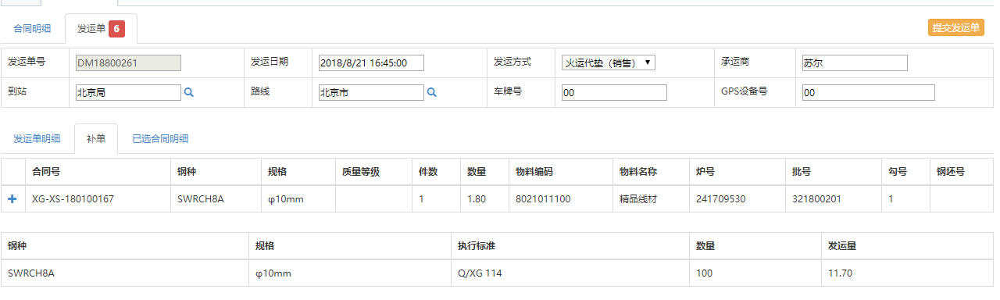 合同明细 发运单 6 提交发运单
发运单号 DM18800261 发运日期 2018/8/21 16:45:00 发运方式 火运代垫（销售） 承运商 苏尔
到站 北京局 路线 北京市 车牌号 00 GPS设备号 00
发运单明细 补单 已选合同明细
合同号 钢种 规格 质量等级 件数 数量 物料编码 物料名称 炉号 批号 勾号 钢坯号
XG-XS-180100167 SWRCH8A φ10mm 1 1.80 8021011100 精品线材 241709530 321800201 1
钢种 规格 执行标准 数量 发运量
SWRCH8A φ10mm Q/XG 114 100 11.70